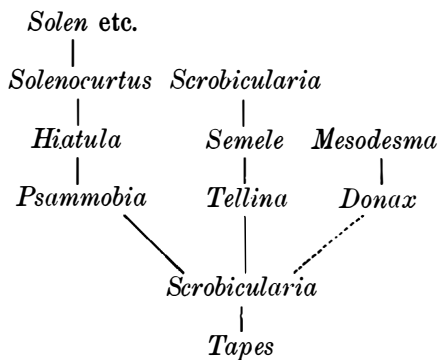 Solen etc.
Solenocurtus Scrobicularia
Hiatula Semele Mesodesma
Psammobia Tellina Donax
Scrobicularia
Tapes